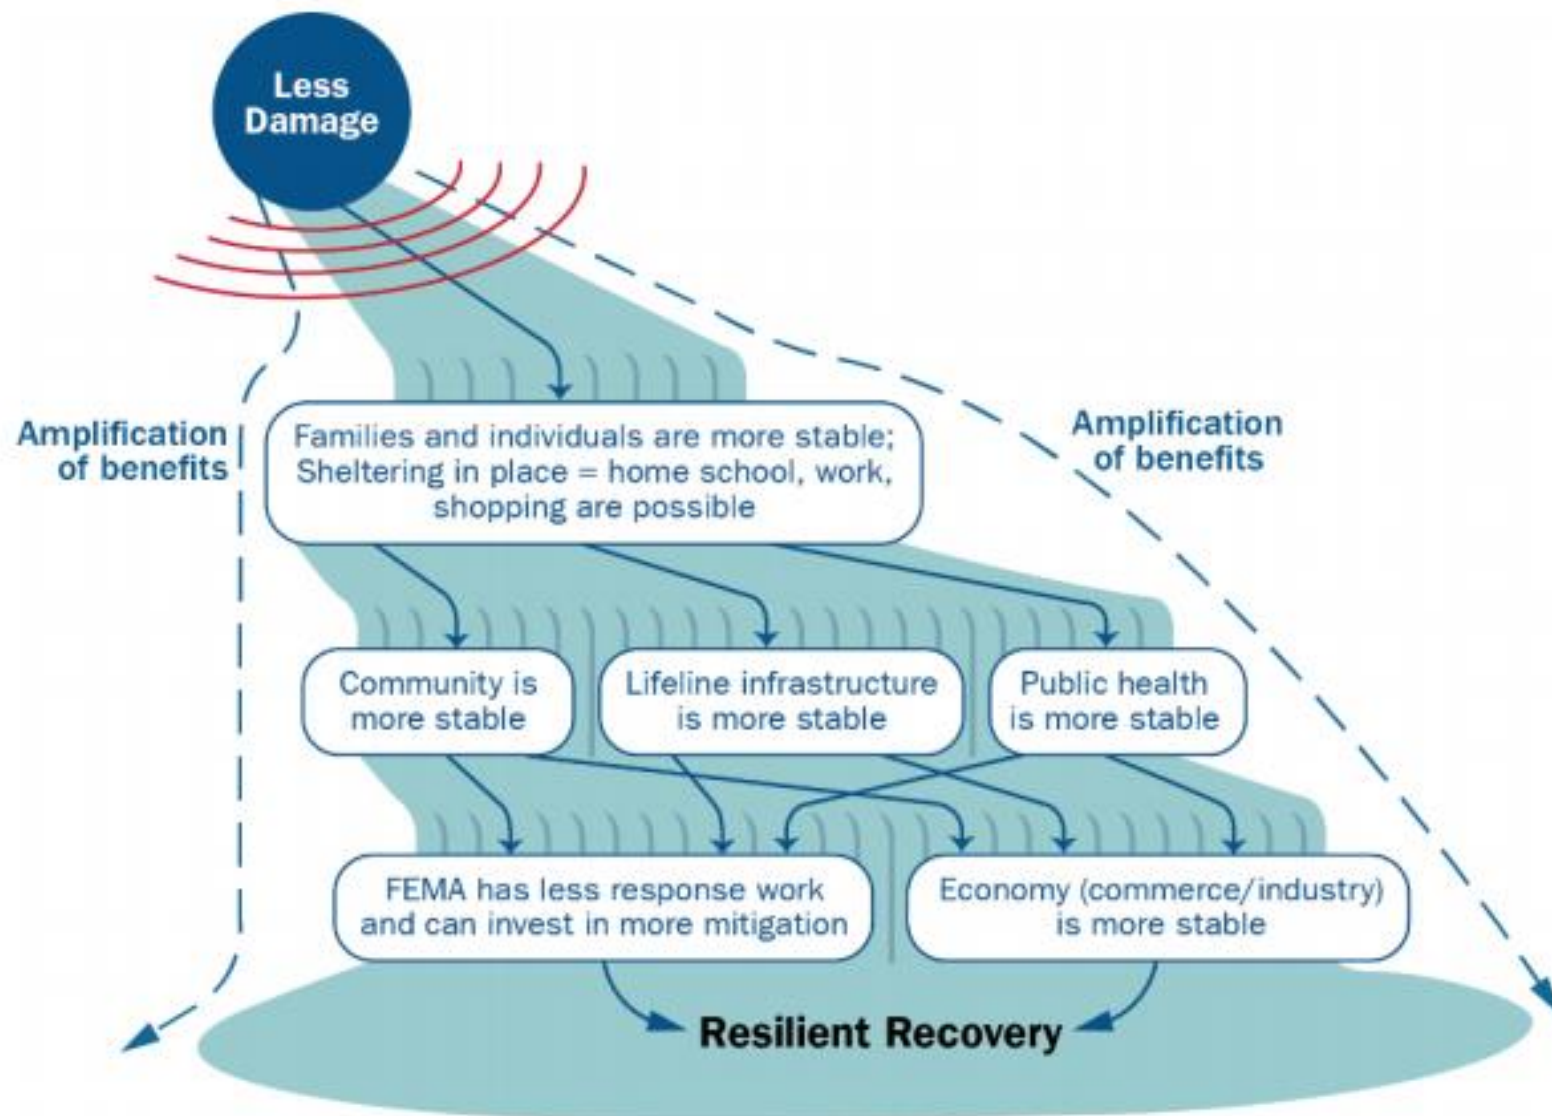 Less
Damage
Amplification
of benefits
Families and individuals are more stable;
Sheltering in place = home school, work,
shopping are possible
Amplification
of benefits
Community is
more stable
Lifeline infrastructure
is more stable
Public health
is more stable
FEMA has less response work
and can invest in more mitigation
Economy (commerce/industry)
is more stable
Resilient Recovery